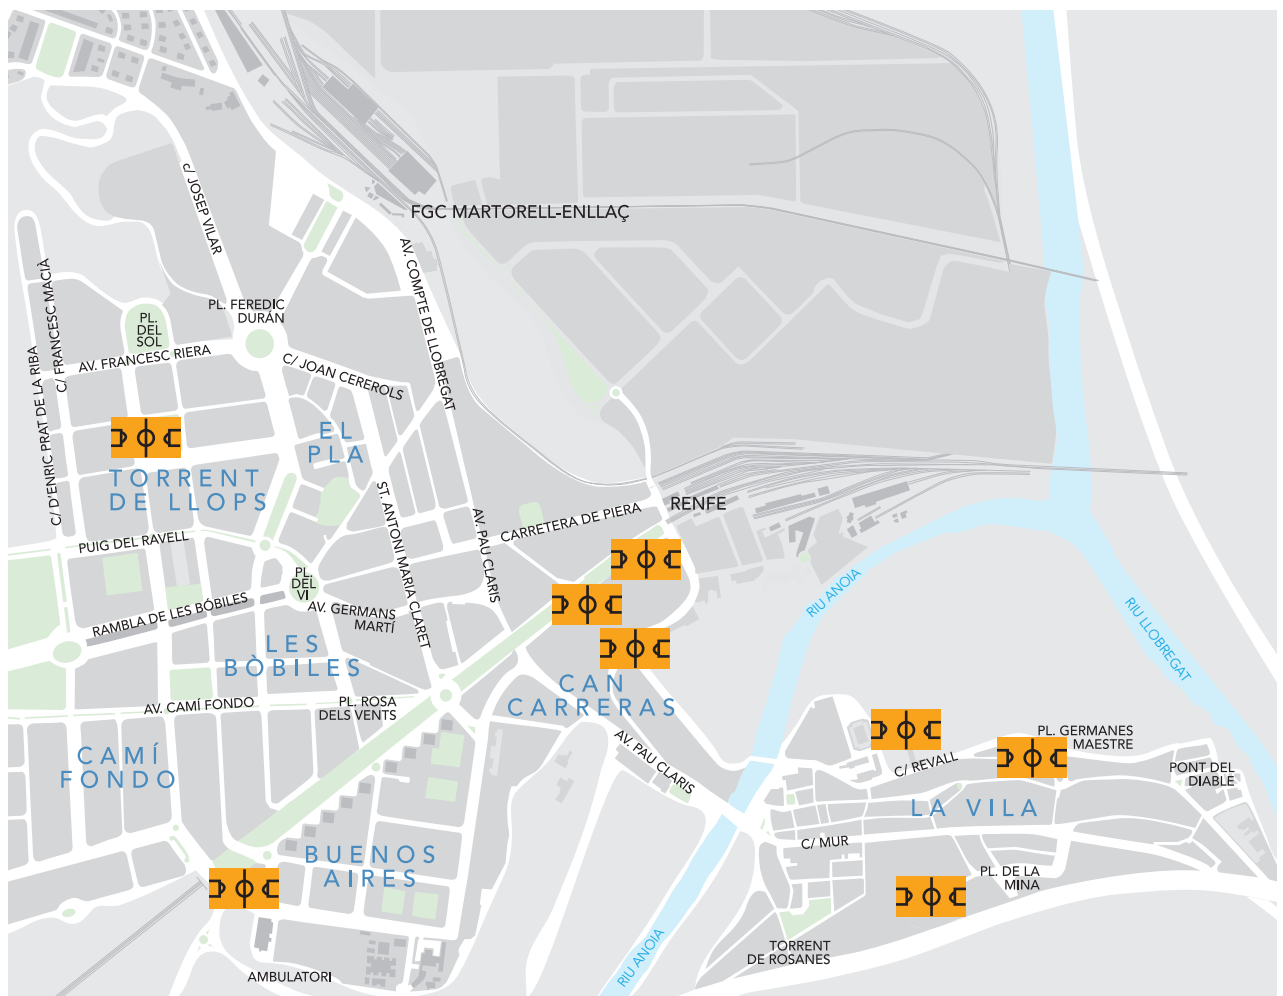 C/ JOSEP VILAR
FGC MARTORELL-ENLLAÇ
AV. COMPTE DE LLOBREGAT
C/ FRANCESC MACIÀ
C/ D'ENRIC PRAT DE LA RIBA
PL. FEREDIC
DURÁN
PL.
DEL
SOL
AV. FRANCESC RIERA
C/ JOAN CEREROLS
EL
PLA
TORRENT
DE LLOPS
ST. ANTONI MARIA CLARET
AV. PAU CLARIS
CARRETERA DE PIERA
RENFE
PUIG DEL RAVELL
PL.
DEL
VI
RAMBLA DE LES BÓBILES
AV. GERMANS
MARTÍ
RIU ANOIA
RIU LLOBREGAT
LES
BÒBILES
CAN
CARRERAS
AV. CAMÍ FONDO
PL. ROSA
DELS VENTS
CAMÍ
FONDO
AV. PAU CLARIS
PL. GERMANES
MAESTRE
C/ REVALL
PONT DEL
DIABLE
LA VILA
C/ MUR
BUENOS
AIRES
PL. DE LA
MINA
TORRENT
DE ROSANES
RIU ANOIA
AMBULATORI